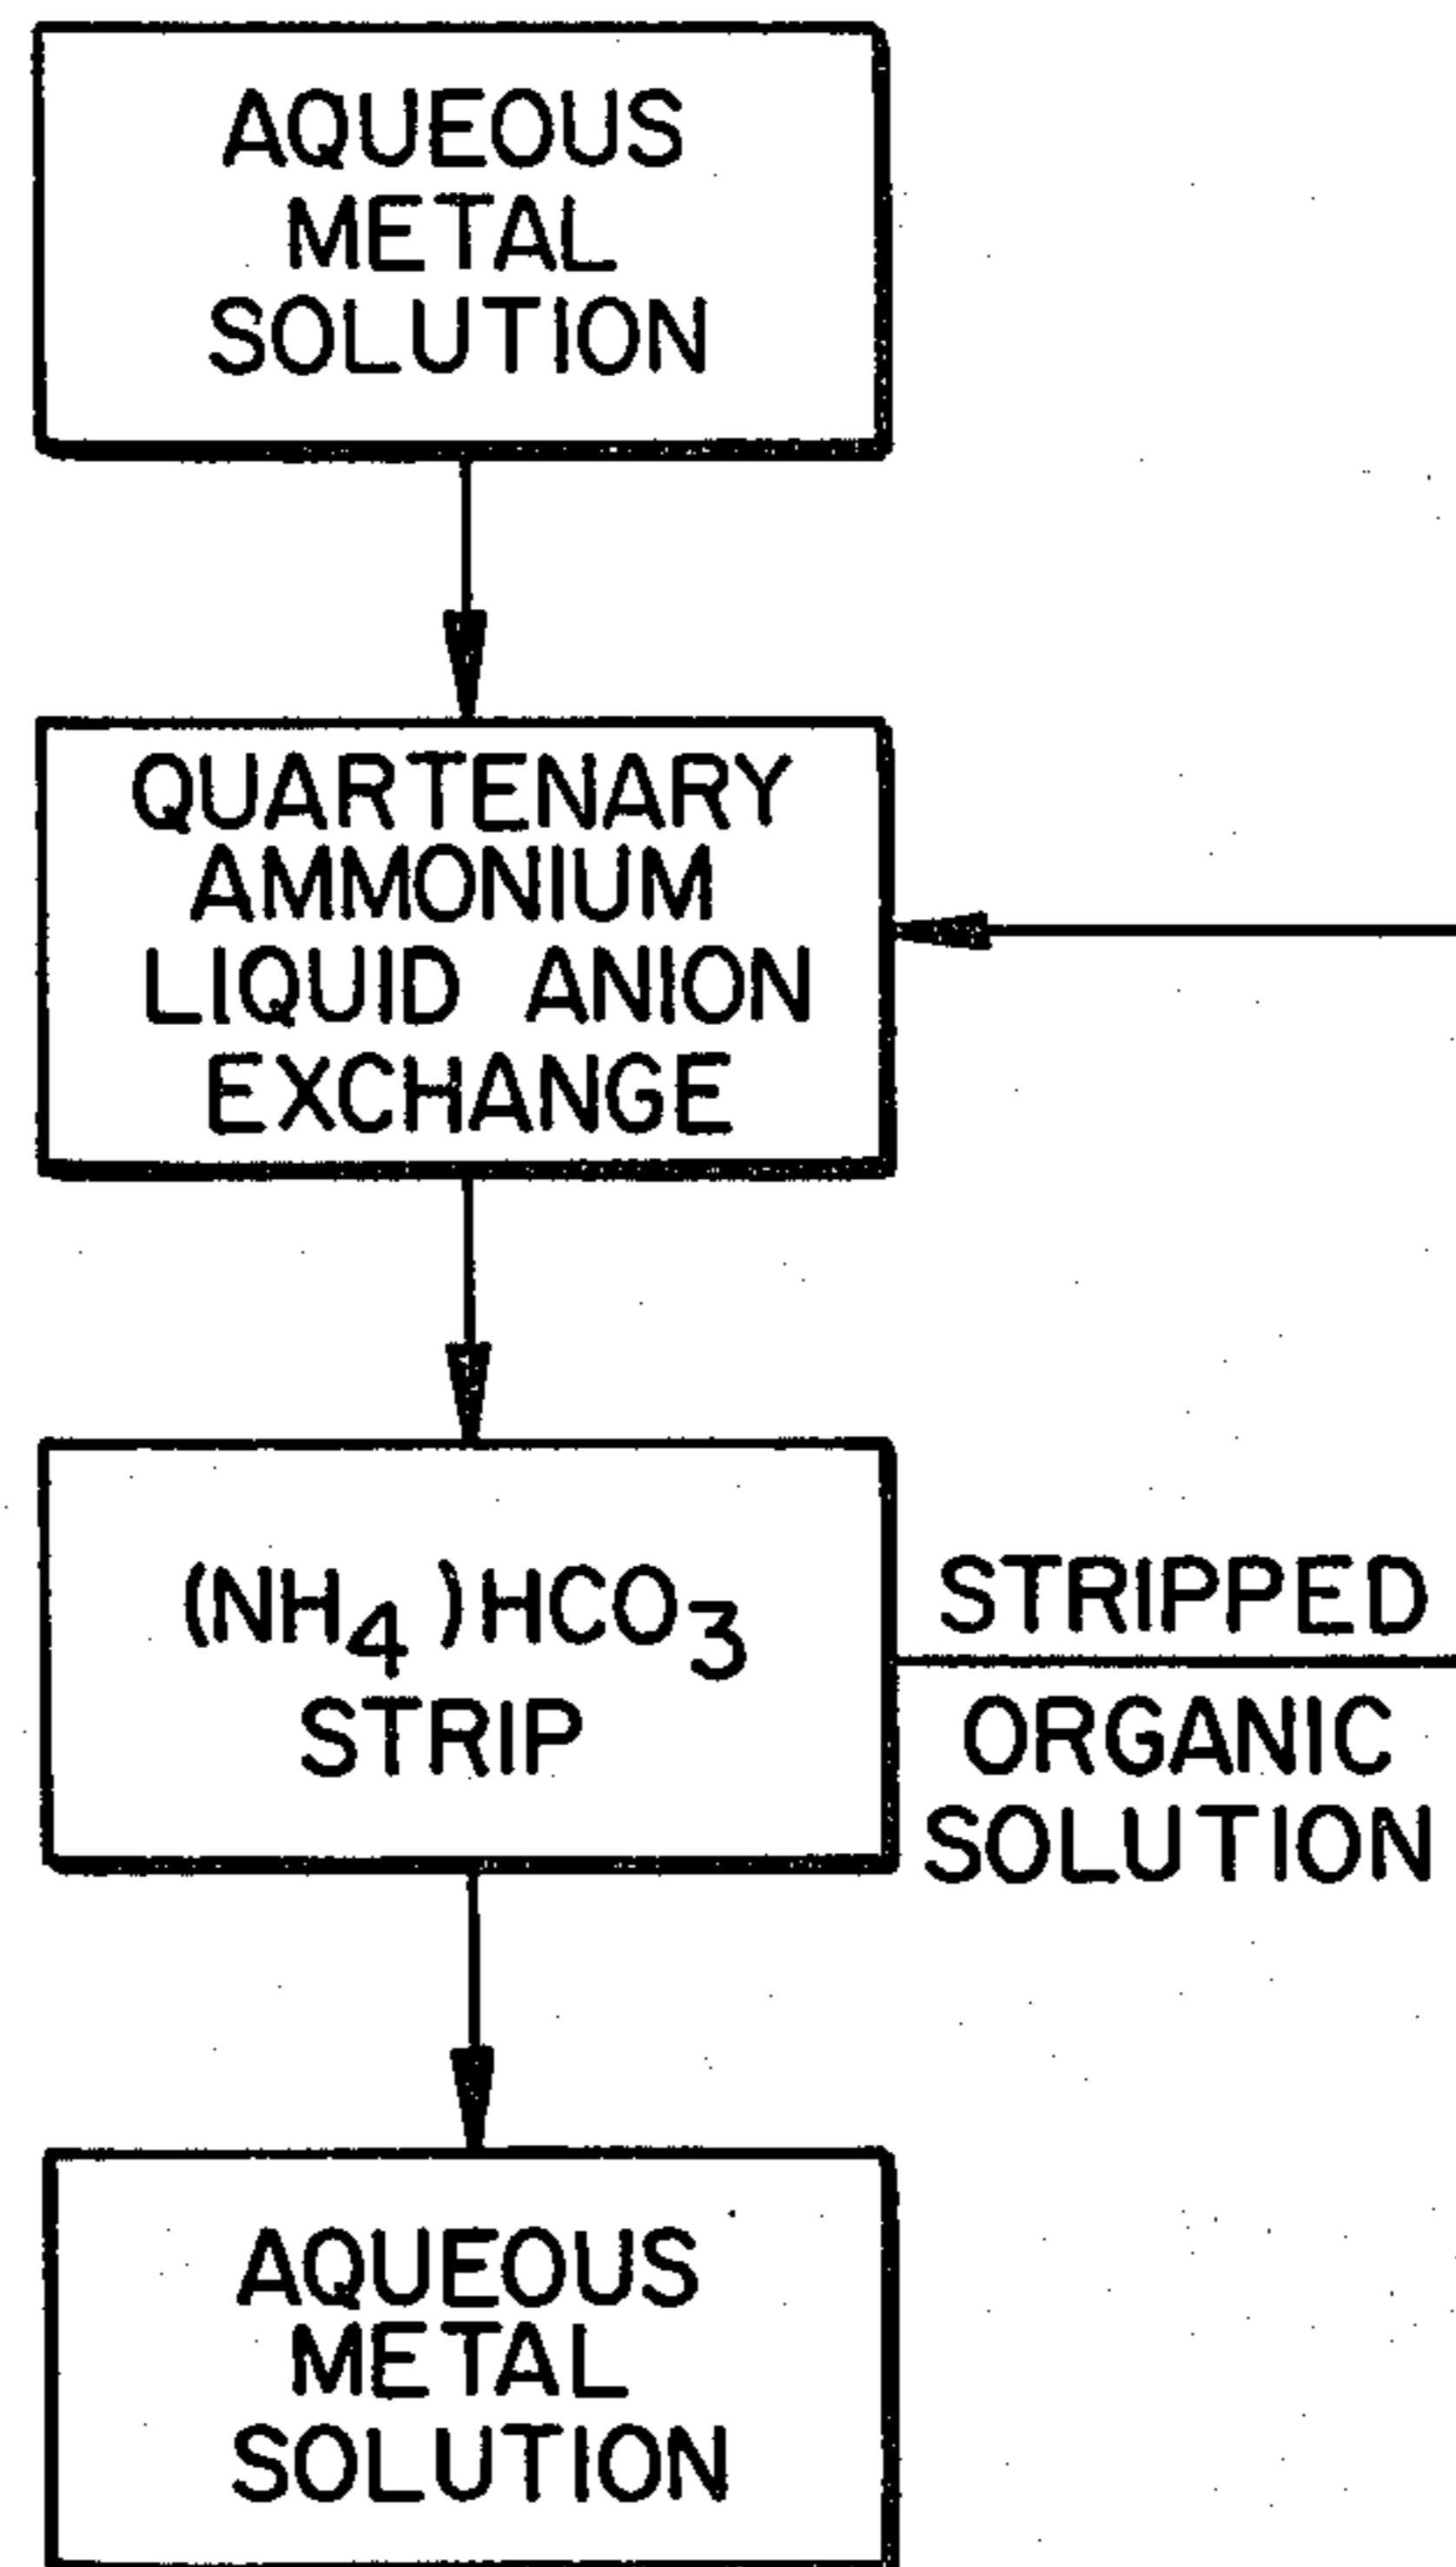 AQUEOUS
METAL
SOLUTION
QUARTENARY
AMMONIUM
LIQUID ANION
EXCHANGE
(NH₄)HCO₃
STRIP
STRIPPED
ORGANIC
SOLUTION
AQUEOUS
METAL
SOLUTION